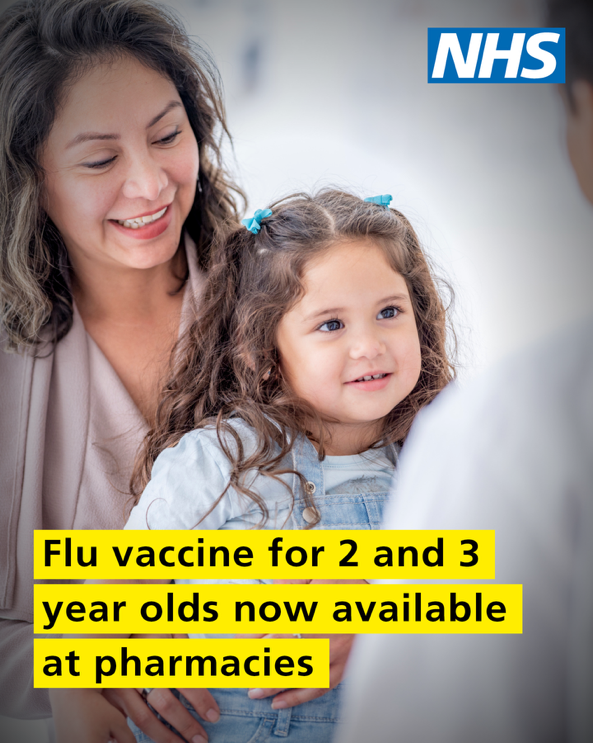 NHS
Flu vaccine for 2 and 3
year olds now available
at pharmacies